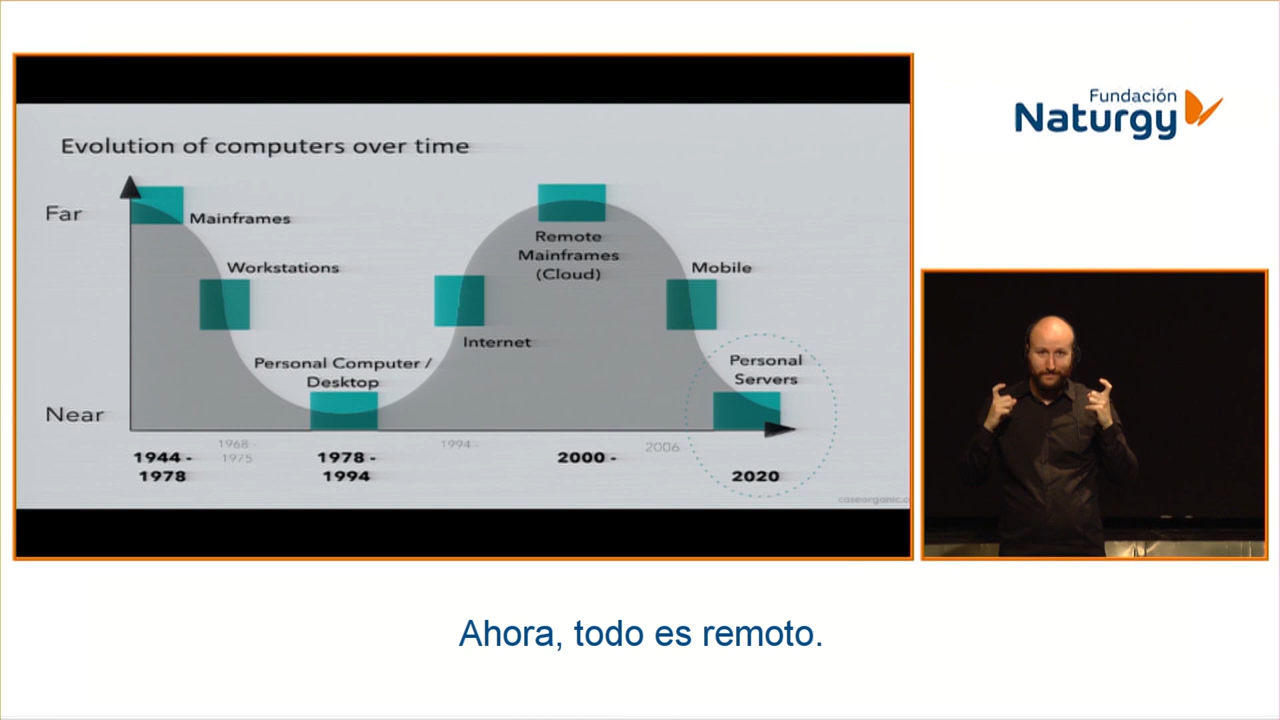 Evolution of computers over time
Far
Mainframes
Workstations
Personal Computer /
Desktop
Internet
Remote
Mainframes
(Cloud)
Mobile
Personal
Servers
Near
1944 -
1978
1968 -
1975
1978 -
1994
1994 -
2000 -
2006
2020
caseorganic.c
Fundación
Naturgy
Ahora, todo es remoto.